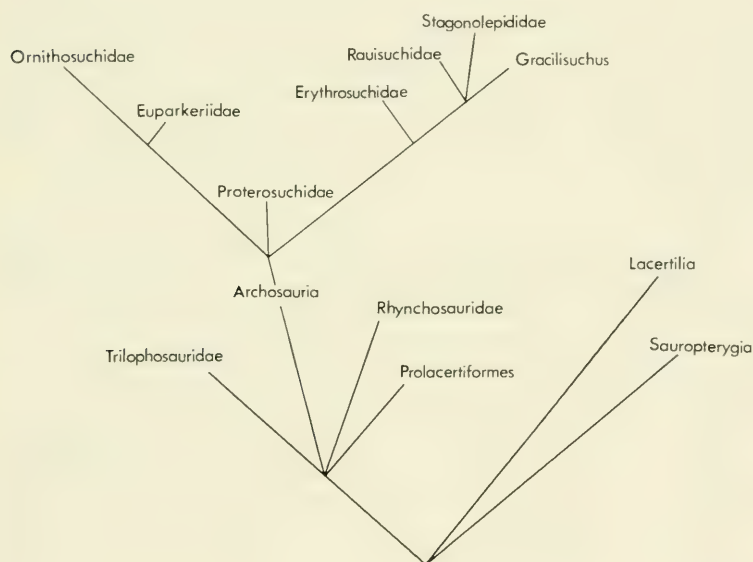 Stagonolepididae
Ornithosuchidae
Rauisuchidae
Gracilisuchus
Erythrosuchidae
Euparkeriidae
Proterosuchidae
Lacertilia
Archosauria
Rhynchosauridae
Sauropterygia
Trilophosauridae
Prolacertiformes